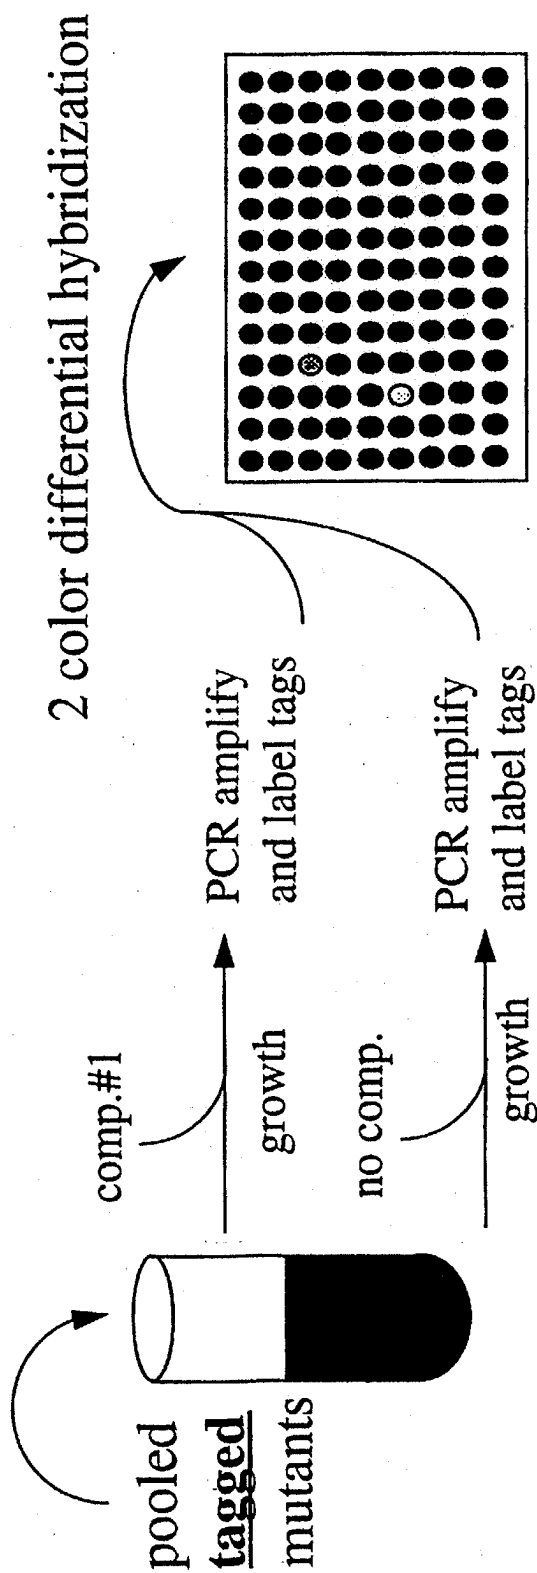 pooled
tagged
mutants
comp.#1
growth
no comp.
growth
PCR amplify
and label tags
PCR amplify
and label tags
2 color differential hybridization